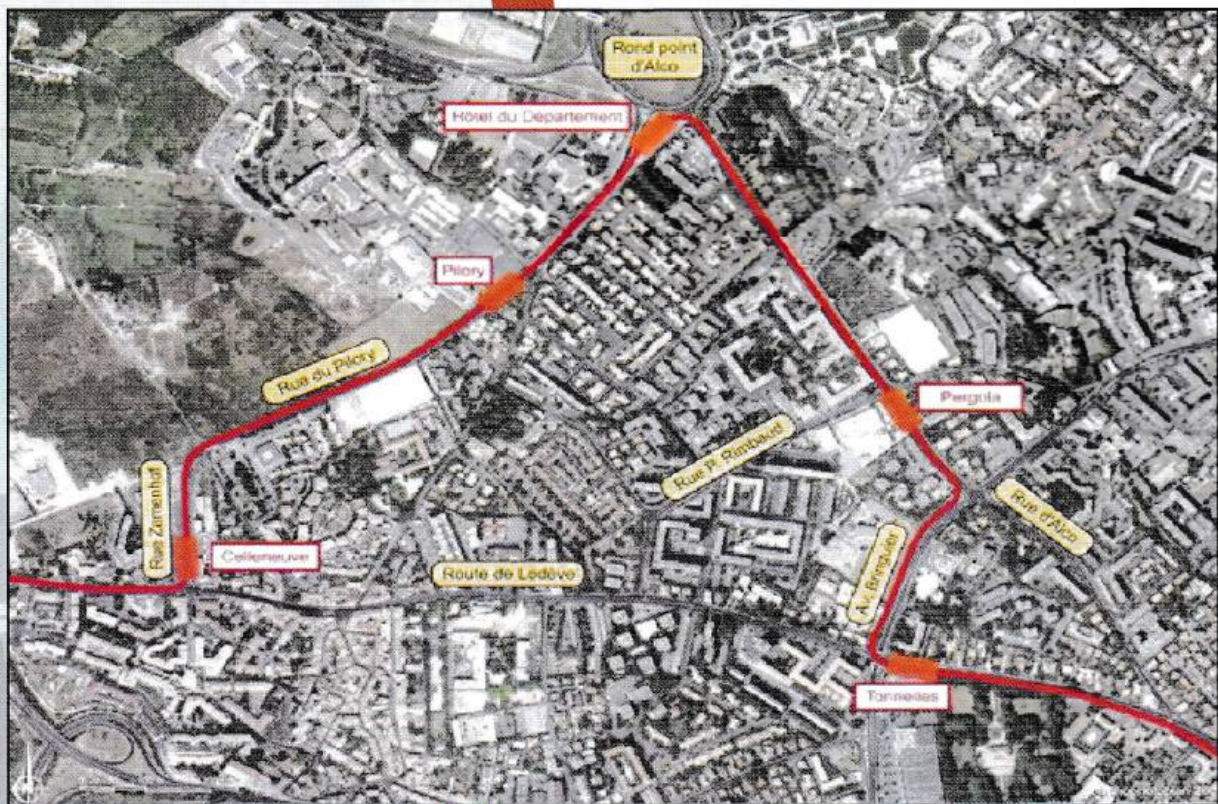 Rond point
d'Alco
Hôtel du Département
Pilory
Rue du Pilory
Pergola
Rue P. Rimbaud
Rue d'Alco
Rue Zamenhof
Celleneuve
Route de Lodève
Av. Bringuier
Tonnelles